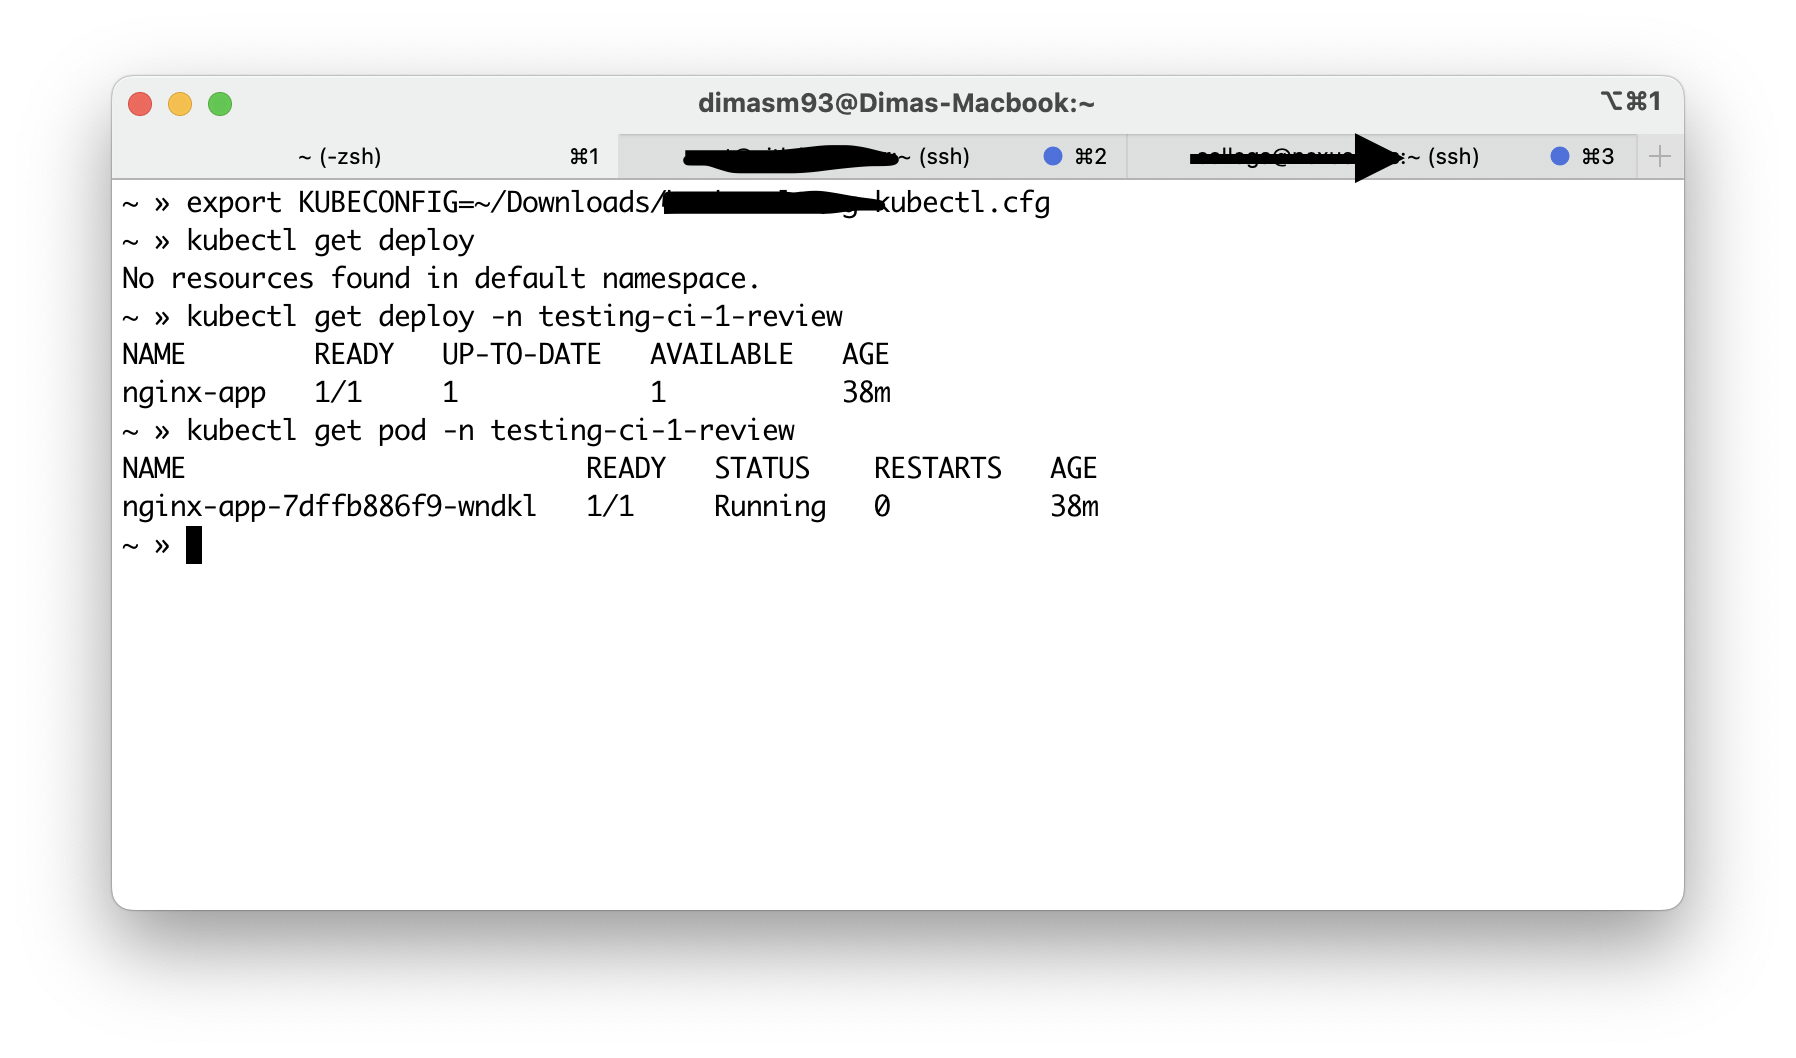 dimasm93@Dimas-Macbook:~ ⌥⌘1
~ (-zsh) ⌘1 ~ (ssh) ⌘2 :~ (ssh) ⌘3
~ » export KUBECONFIG=~/Downloads/ kubectl.cfg
~ » kubectl get deploy
No resources found in default namespace.
~ » kubectl get deploy -n testing-ci-1-review
NAME READY UP-TO-DATE AVAILABLE AGE
nginx-app 1/1 1 1 38m
~ » kubectl get pod -n testing-ci-1-review
NAME READY STATUS RESTARTS AGE
nginx-app-7dffb886f9-wndkl 1/1 Running 0 38m
~ »